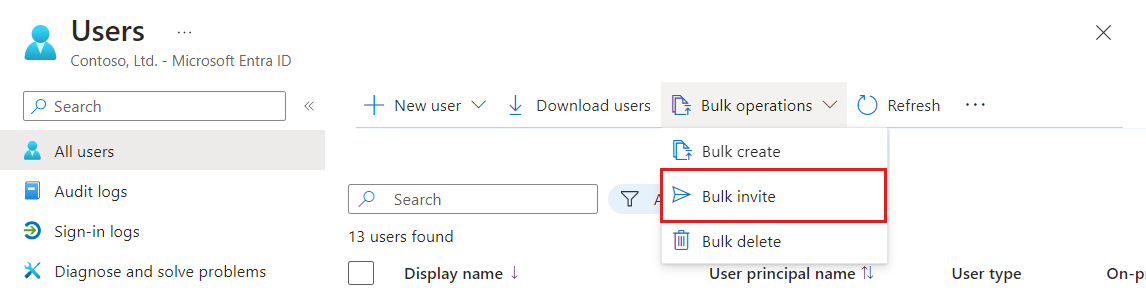 Users ...
Contoso, Ltd. - Microsoft Entra ID
Search «
New user Download users Bulk operations Refresh ...
All users
Bulk create
Audit logs
Search
Bulk invite
Sign-in logs
13 users found
Bulk delete
Diagnose and solve problems
Display name ↓ User principal name ↑↓ User type